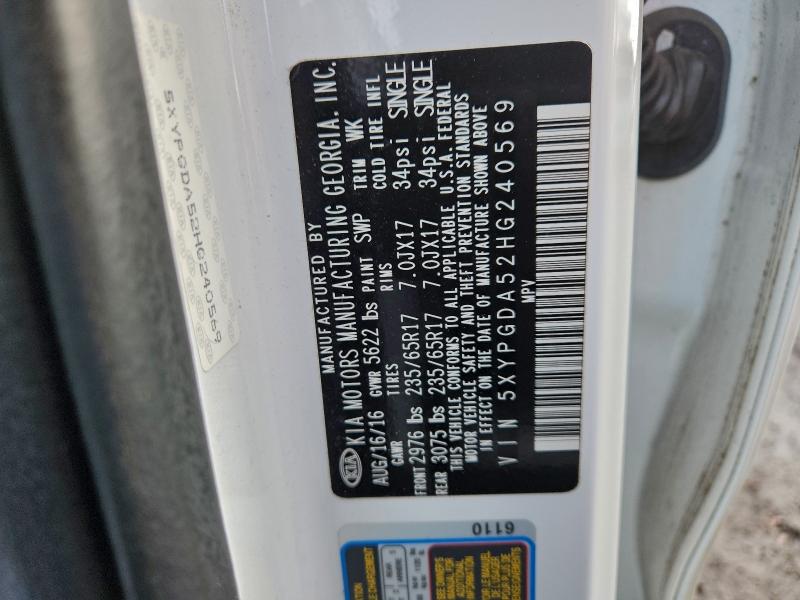 5XYPGDA52HG240569
MANUFACTURED BY
KIA KIA MOTORS MANUFACTURING GEORGIA, INC.
AUG/16/16 GVWR 5622 lbs PAINT SWP TRIM WK
GAWR TIRES RIMS COLD TIRE INFL
FRONT 2976 lbs 235/65R17 7.0JX17 34psi SINGLE
REAR 3075 lbs 235/65R17 7.0JX17 34psi SINGLE
THIS VEHICLE CONFORMS TO ALL APPLICABLE U.S.A. FEDERAL
MOTOR VEHICLE SAFETY AND THEFT PREVENTION STANDARDS
IN EFFECT ON THE DATE OF MANUFACTURE SHOWN ABOVE
VIN 5XYPGDA52HG240569
MPV
6110